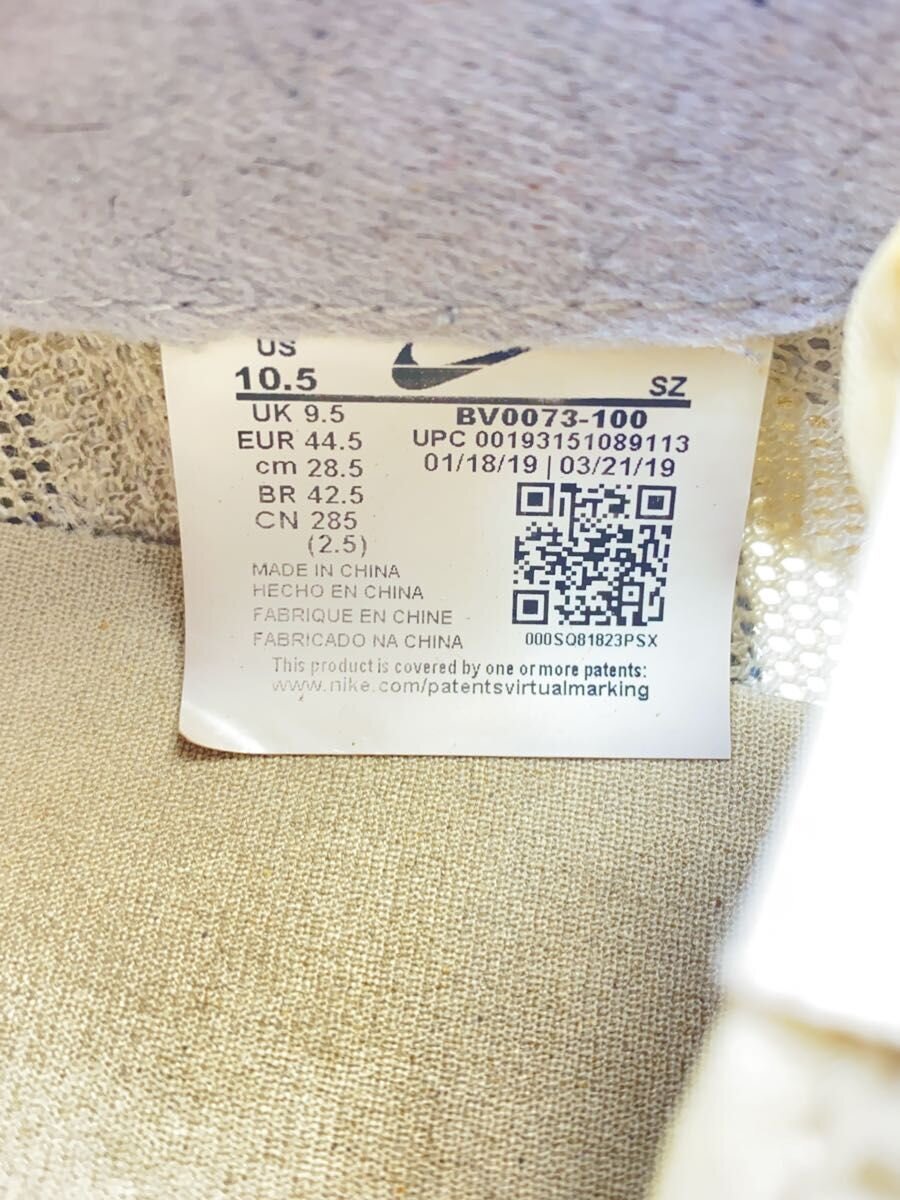 US
10.5
SZ
UK 9.5
BV0073-100
EUR 44.5
UPC 00193151089113
cm 28.5
01/18/19 | 03/21/19
BR 42.5
CN 285
(2.5)
MADE IN CHINA
HECHO EN CHINA
FABRIQUE EN CHINE
FABRICADO NA CHINA
000SQ81823PSX
This product is covered by one or more patents:
www.nike.com/patentsvirtualmarking